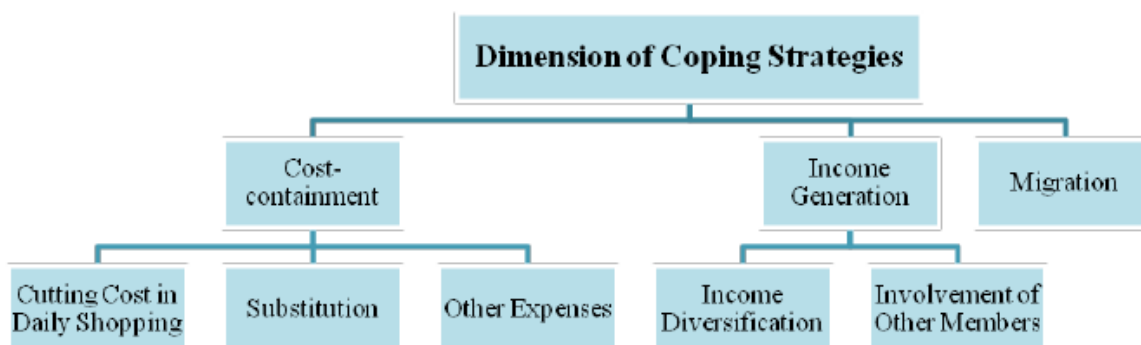 Dimension of Coping Strategies
Cost-
containment
Income
Generation
Migration
Cutting Cost in
Daily Shopping
Substitution
Other Expenses
Income
Diversification
Involvement of
Other Members